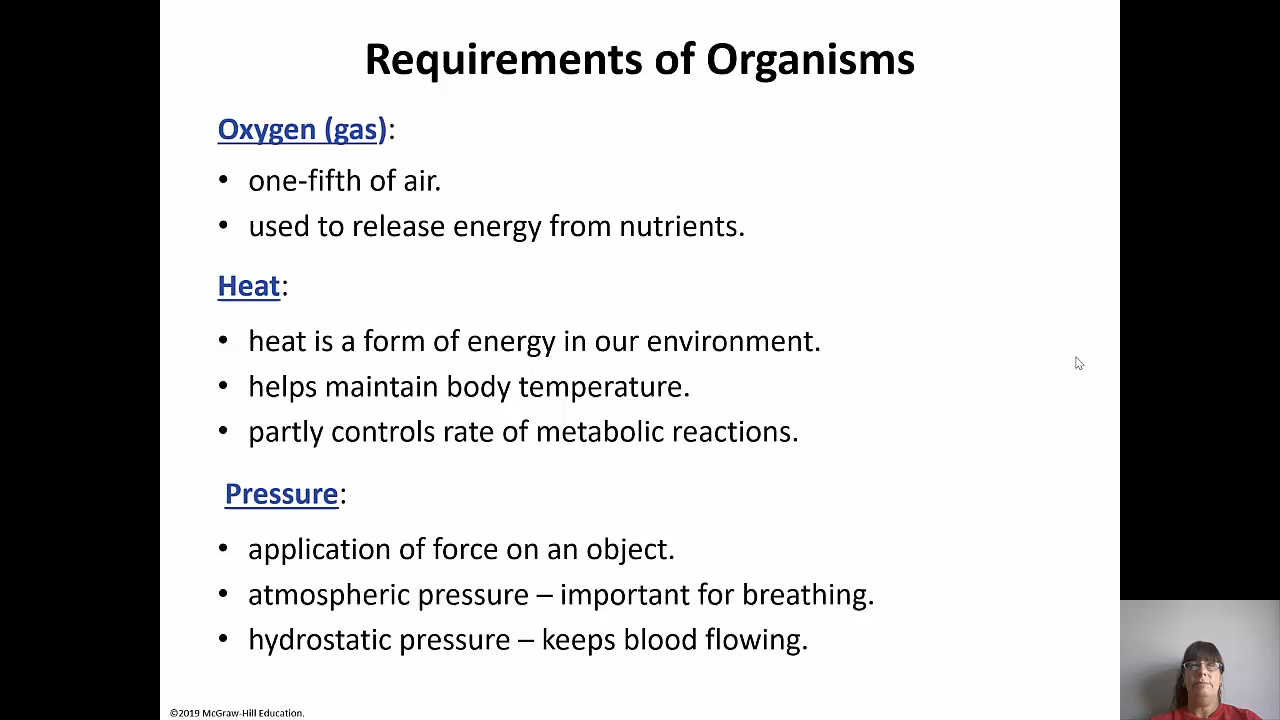 Requirements of Organisms
Oxygen (gas):
• one-fifth of air.
• used to release energy from nutrients.
Heat:
• heat is a form of energy in our environment.
• helps maintain body temperature.
• partly controls rate of metabolic reactions.
Pressure:
• application of force on an object.
• atmospheric pressure – important for breathing.
• hydrostatic pressure – keeps blood flowing.
©2019 McGraw-Hill Education.